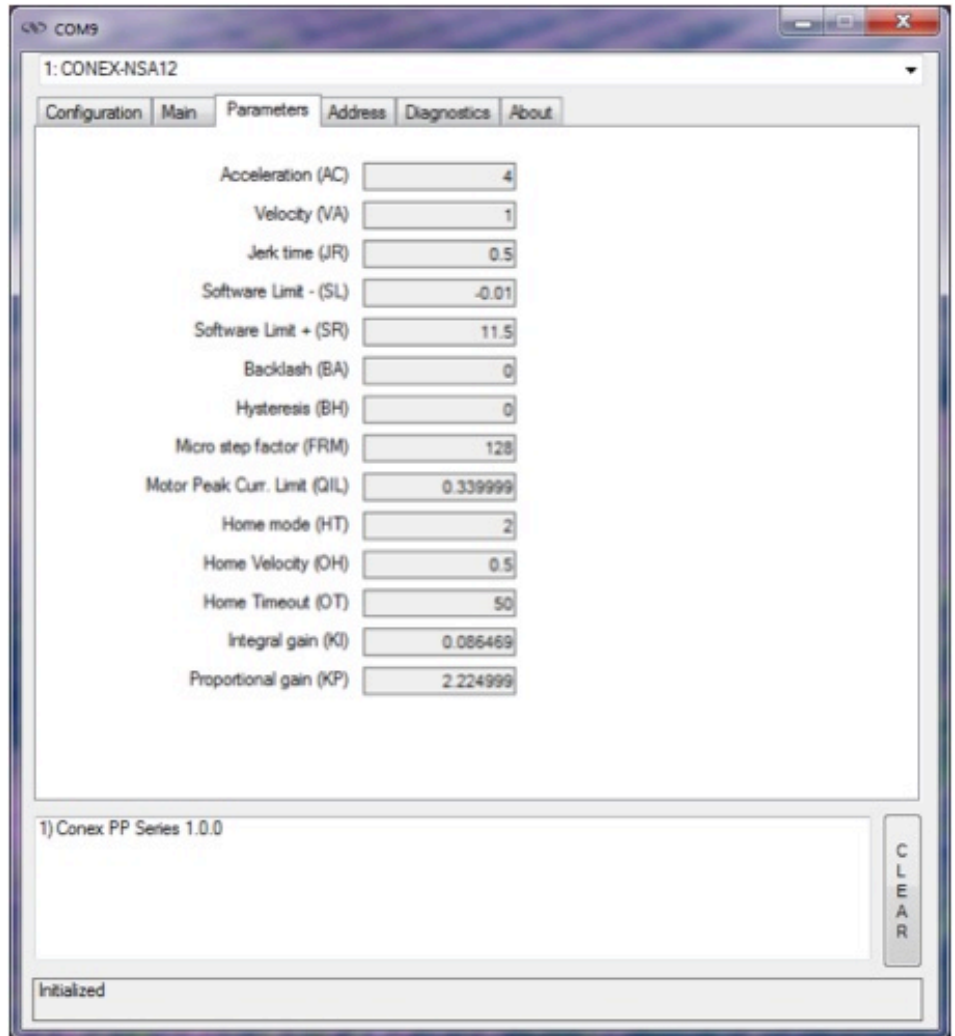 COM9
1: CONEX-NSA12
Configuration Main Parameters Address Diagnostics About
Acceleration (AC) 4
Velocity (VA) 1
Jerk time (JR) 0.5
Software Limit - (SL) -0.01
Software Limit + (SR) 11.5
Backlash (BA) 0
Hysteresis (BH) 0
Micro step factor (FRM) 128
Motor Peak Curr. Limit (QIL) 0.339999
Home mode (HT) 2
Home Velocity (OH) 0.5
Home Timeout (OT) 50
Integral gain (KI) 0.086469
Proportional gain (KP) 2.224999
1) Conex PP Series 1.0.0
CLEAR
Initialized